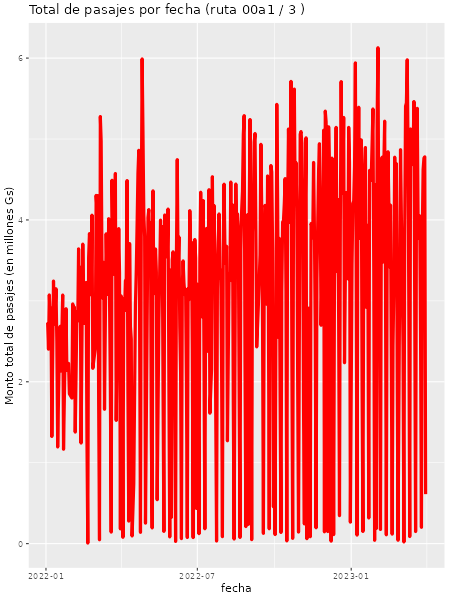 Total de pasajes por fecha (ruta 00a1 / 3 )
Monto total de pasajes (en millones Gs)
6
4
2
0
2022-01
2022-07
2023-01
fecha